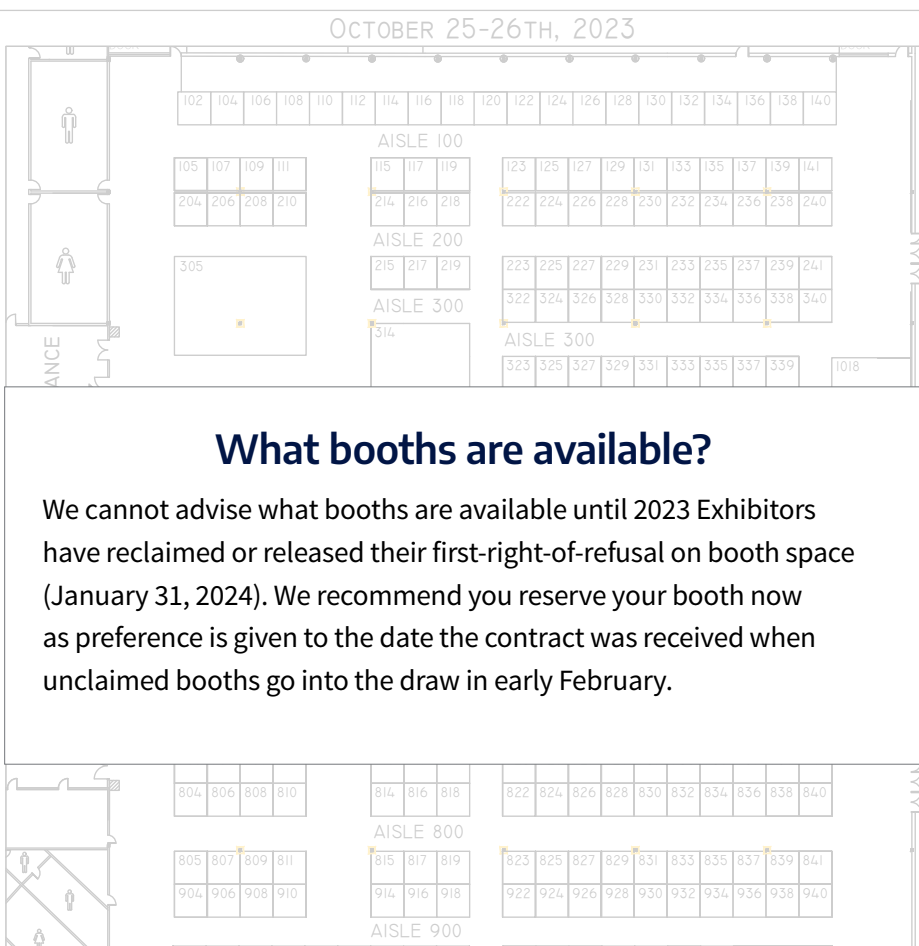 OCTOBER 25-26TH, 2023
102 104 106 108 110 112 114 116 118 120 122 124 126 128 130 132 134 136 138 140
AISLE 100
105 107 109 111 115 117 119 123 125 127 129 131 133 135 137 139 141
204 206 208 210 214 216 218 222 224 226 228 230 232 234 236 238 240
AISLE 200
305 215 217 219 223 225 227 229 231 233 235 237 239 241
AISLE 300 322 324 326 328 330 332 334 336 338 340
314 AISLE 300
323 325 327 329 331 333 335 337 339 1018
What booths are available?
We cannot advise what booths are available until 2023 Exhibitors
have reclaimed or released their first-right-of-refusal on booth space
(January 31, 2024). We recommend you reserve your booth now
as preference is given to the date the contract was received when
unclaimed booths go into the draw in early February.
804 806 808 810 814 816 818 822 824 826 828 830 832 834 836 838 840
AISLE 800
805 807 809 811 815 817 819 823 825 827 829 831 833 835 837 839 841
904 906 908 910 914 916 918 922 924 926 928 930 932 934 936 938 940
AISLE 900